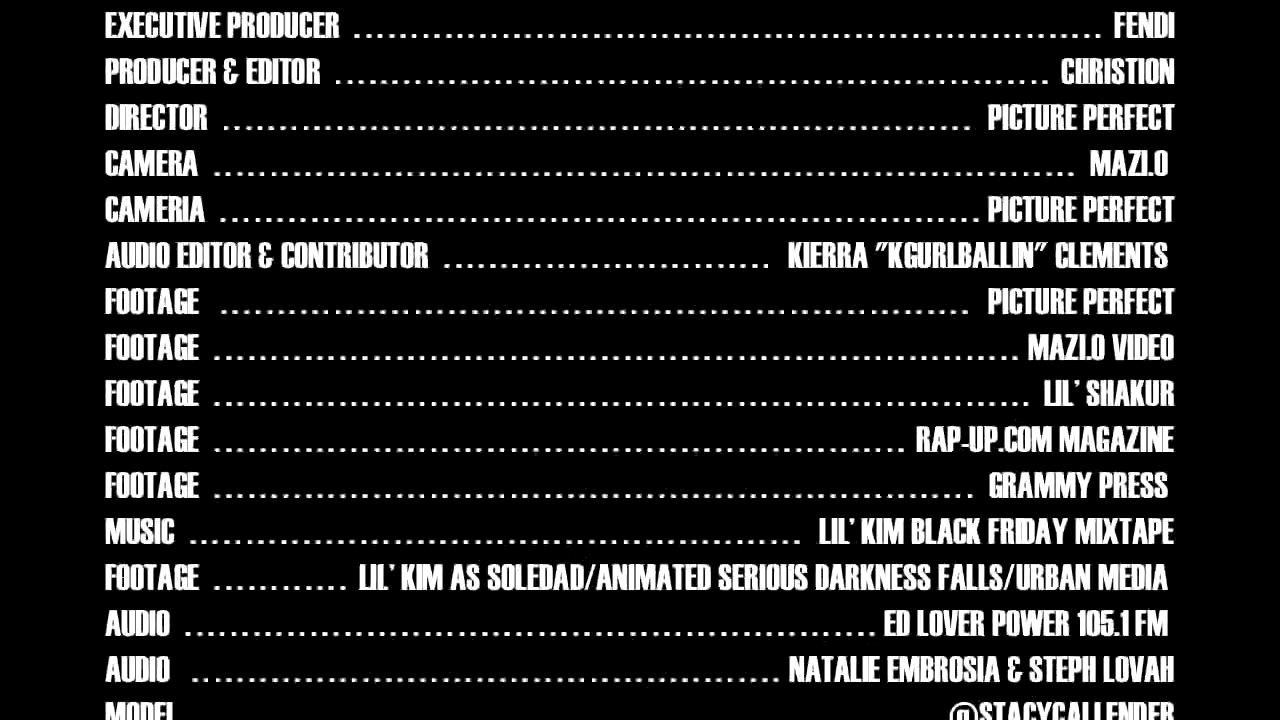 EXECUTIVE PRODUCER ........................................ FENDI
PRODUCER & EDITOR ........................................ CHRISTION
DIRECTOR ........................................ PICTURE PERFECT
CAMERA ........................................ MAZI.O
CAMERIA ........................................ PICTURE PERFECT
AUDIO EDITOR & CONTRIBUTOR .............................. KIERRA "KGURLBALLIN" CLEMENTS
FOOTAGE ........................................ PICTURE PERFECT
FOOTAGE ........................................ MAZI.O VIDEO
FOOTAGE ........................................ LIL' SHAKUR
FOOTAGE ........................................ RAP-UP.COM MAGAZINE
FOOTAGE ........................................ GRAMMY PRESS
MUSIC ........................................ LIL' KIM BLACK FRIDAY MIXTAPE
FOOTAGE ............ LIL' KIM AS SOLEDAD/ANIMATED SERIOUS DARKNESS FALLS/URBAN MEDIA
AUDIO ........................................ ED LOVER POWER 105.1 FM
AUDIO ........................................ NATALIE EMBROSIA & STEPH LOVAH
MODEL @STACYCALLENDER